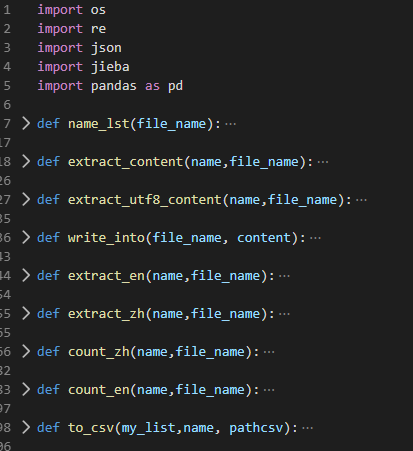 1 import os
2 import re
3 import json
4 import jieba
5 import pandas as pd
6
7 def name_lst(file_name):···
17
18 def extract_content(name,file_name):···
26
27 def extract_utf8_content(name,file_name):···
35
36 def write_into(file_name, content):···
43
44 def extract_en(name,file_name):···
54
55 def extract_zh(name,file_name):···
65
66 def count_zh(name,file_name):···
82
83 def count_en(name,file_name):···
97
98 def to_csv(my_list,name, pathcsv):···
06